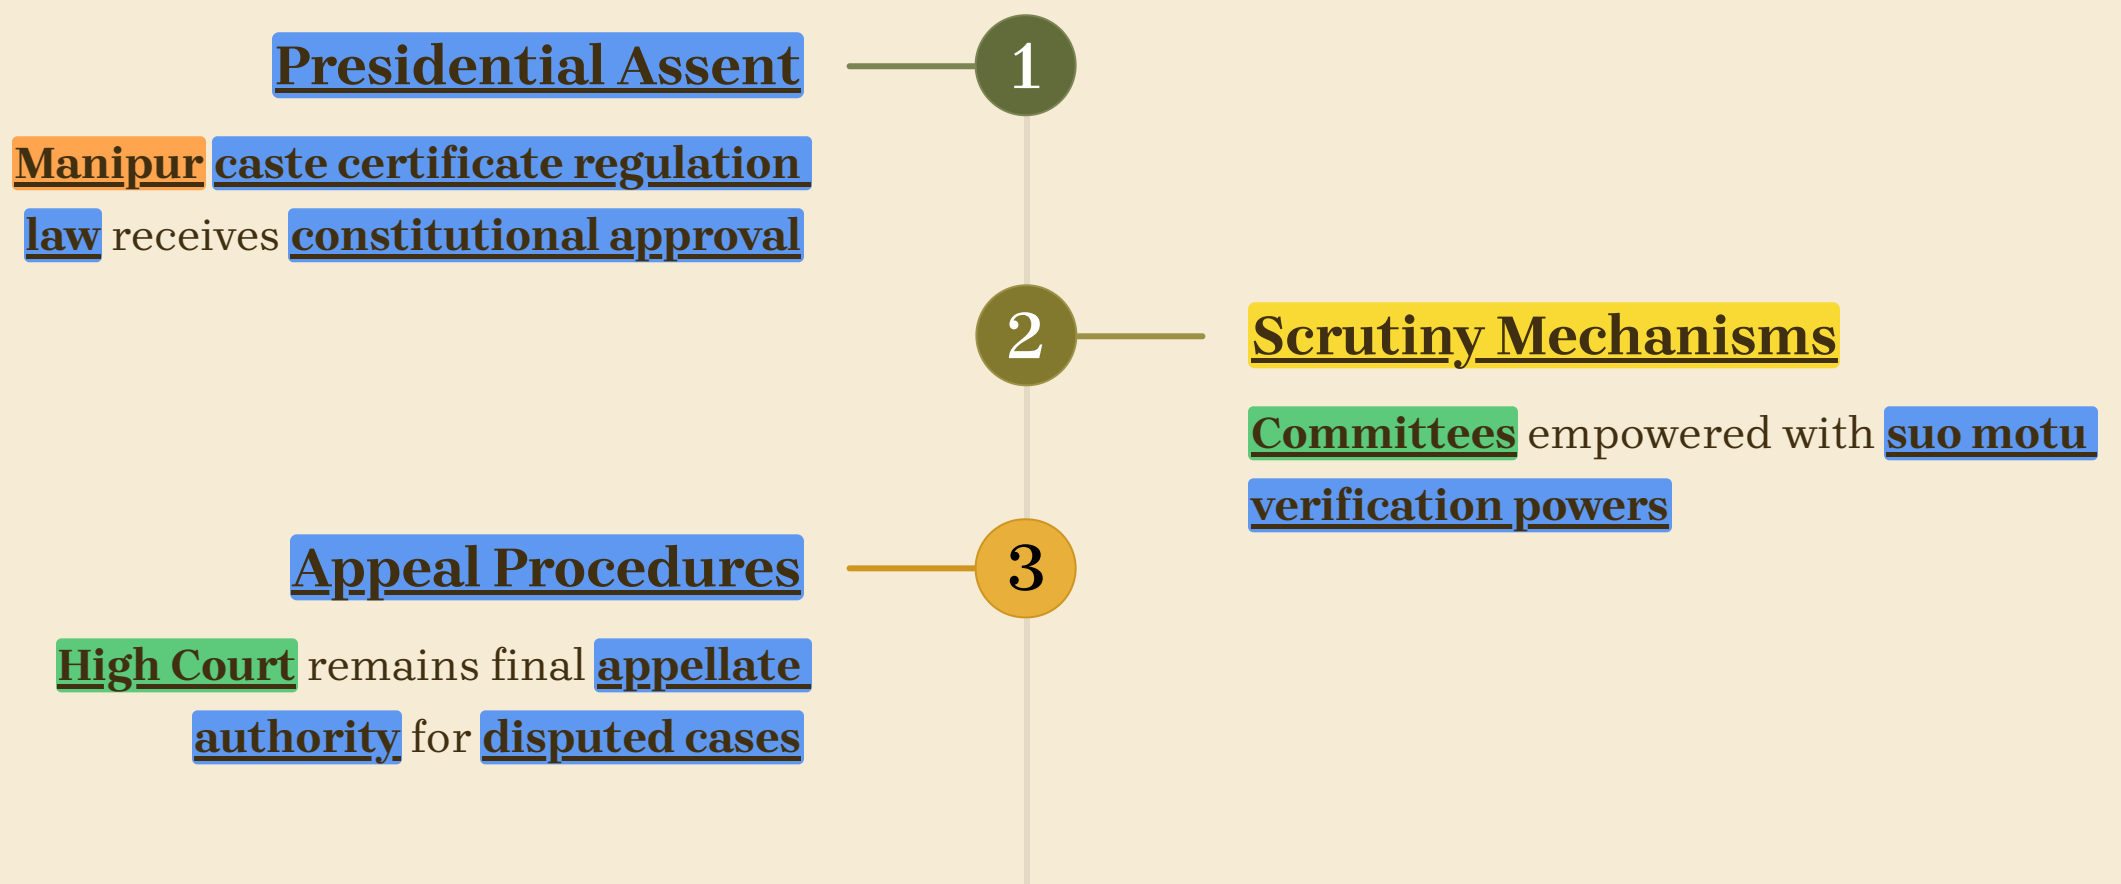 Presidential Assent
1
Manipur caste certificate regulation
law receives constitutional approval
2
Scrutiny Mechanisms
Committees empowered with suo motu
verification powers
Appeal Procedures
3
High Court remains final appellate
authority for disputed cases